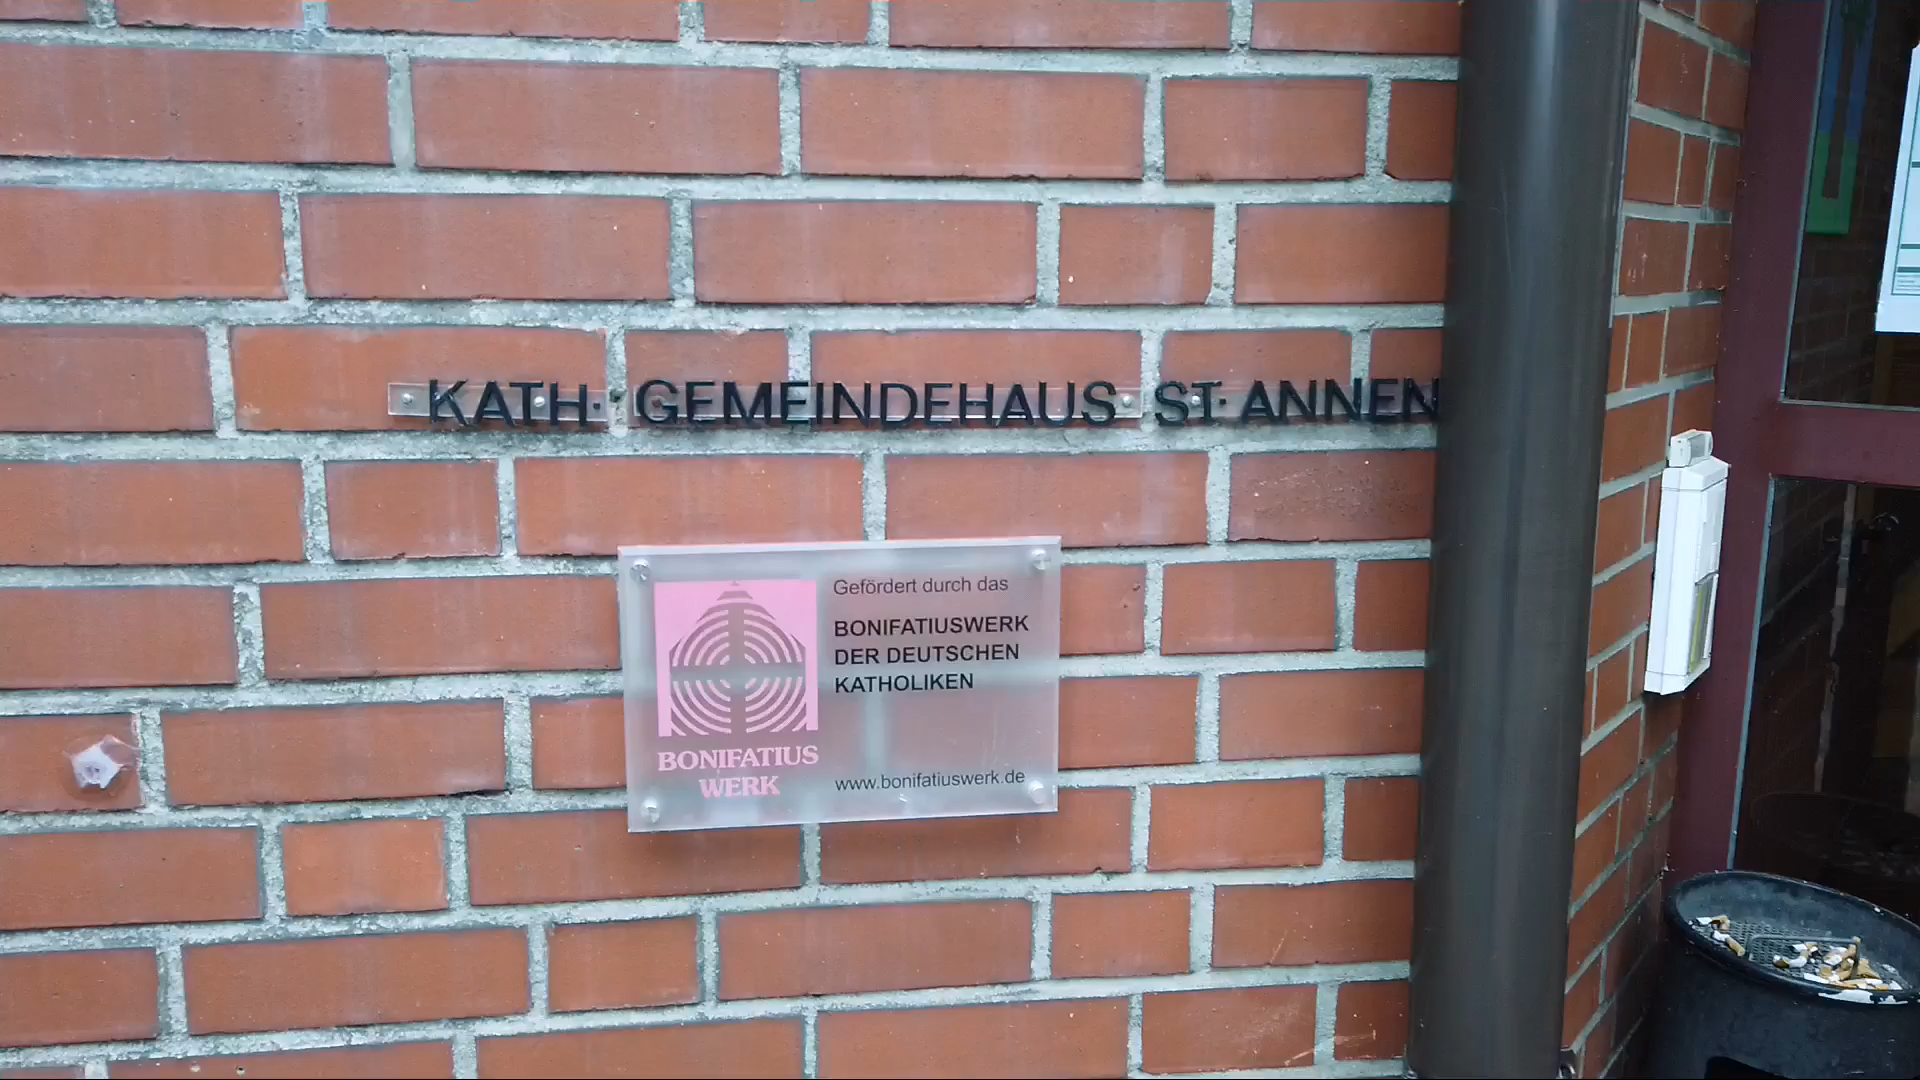 KATH· GEMEINDEHAUS ST· ANNEN
Gefördert durch das
BONIFATIUSWERK
DER DEUTSCHEN
KATHOLIKEN
BONIFATIUS
WERK
www.bonifatiuswerk.de